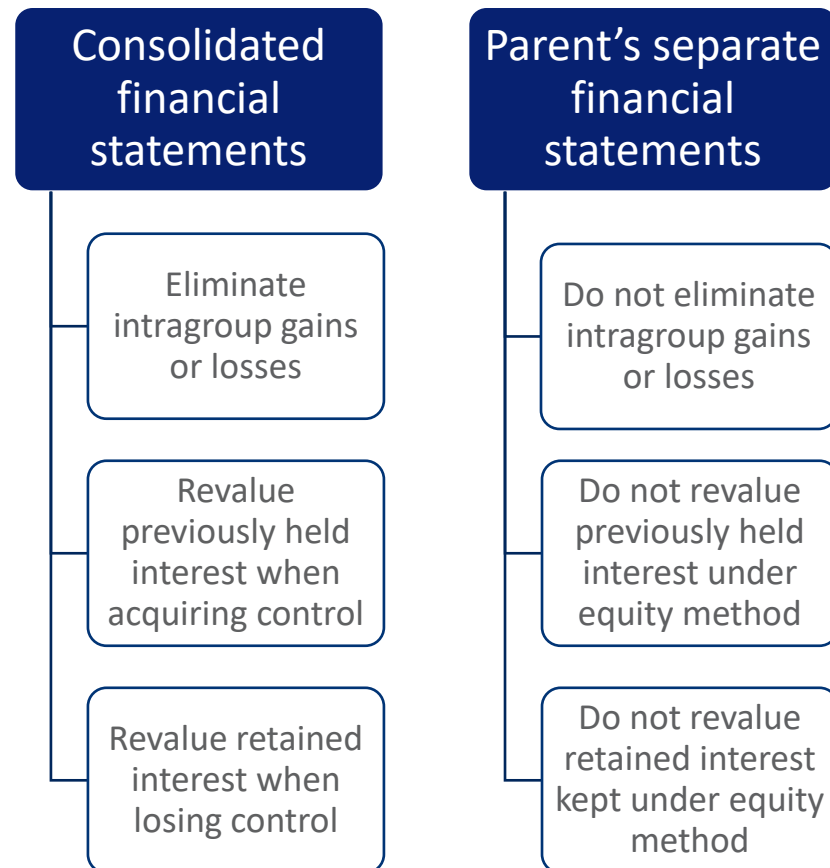 Consolidated
financial
statements
Eliminate
intragroup gains
or losses
Revalue
previously held
interest when
acquiring control
Revalue retained
interest when
losing control
Parent’s separate
financial
statements
Do not eliminate
intragroup gains
or losses
Do not revalue
previously held
interest under
equity method
Do not revalue
retained interest
kept under equity
method